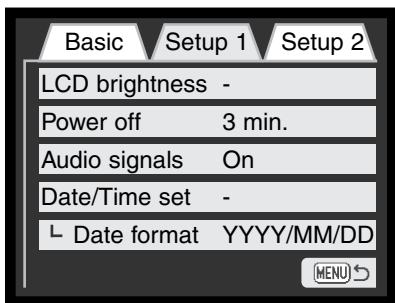 Basic Setup 1 Setup 2
LCD brightness -
Power off 3 min.
Audio signals On
Date/Time set -
└ Date format YYYY/MM/DD
MENU